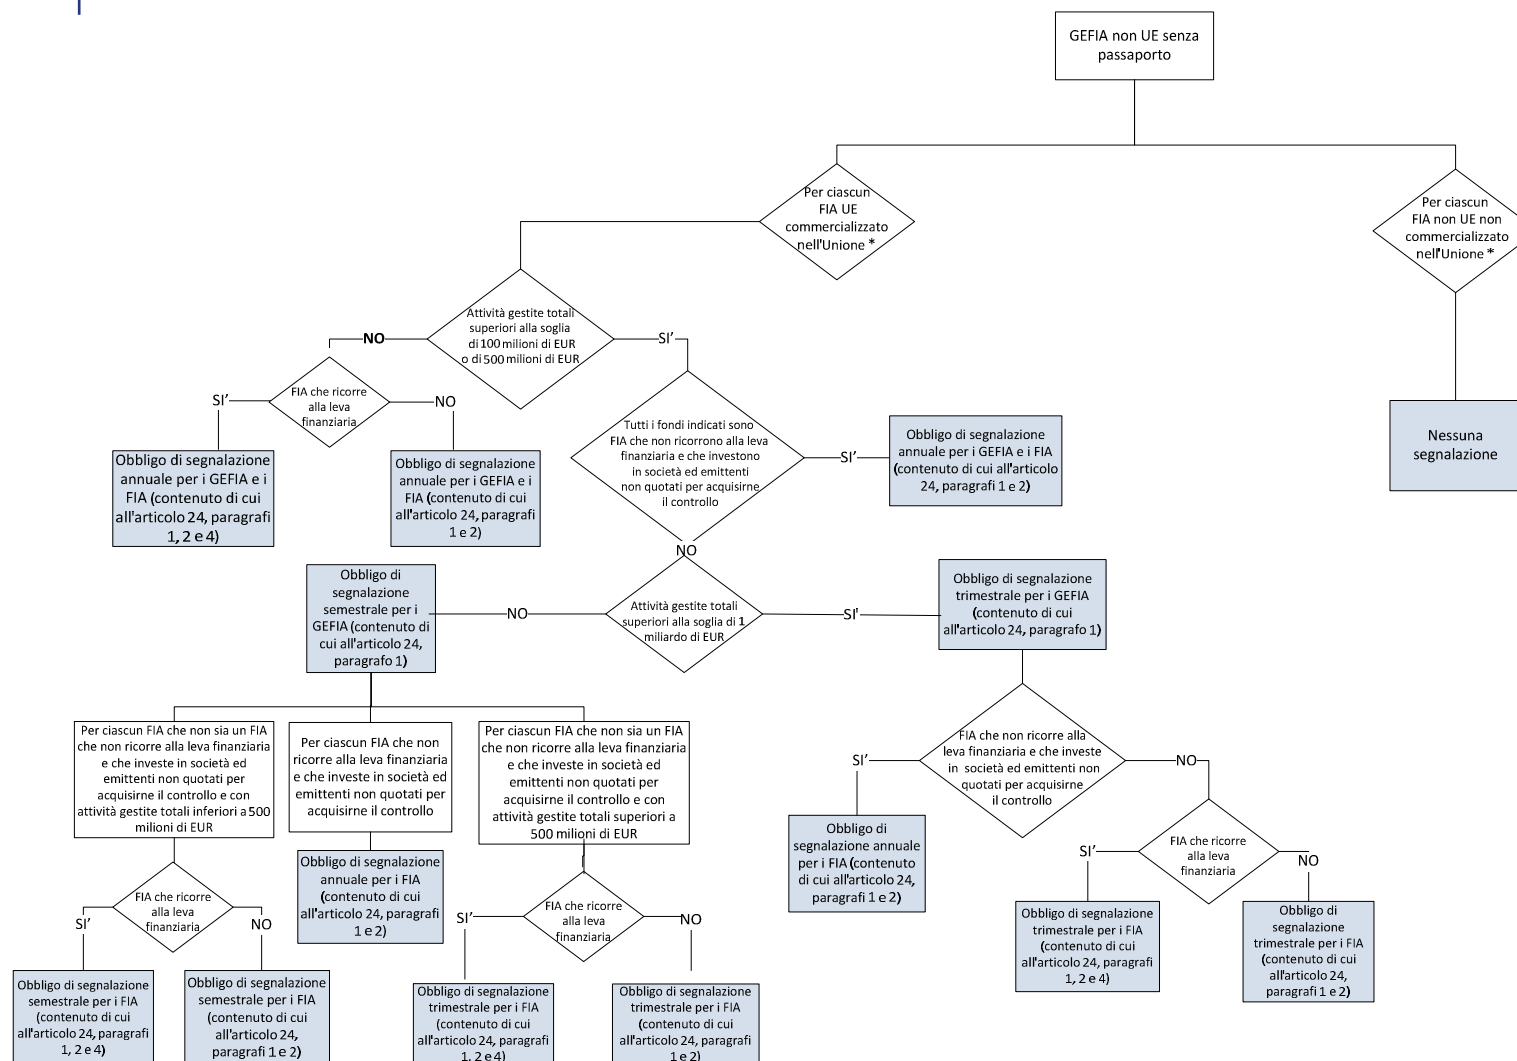 GEFIA non UE senza
passaporto
Per ciascun
FIA UE
commercializzato
nell'Unione *
Per ciascun
FIA non UE non
commercializzato
nell'Unione *
Attività gestite totali
superiori alla soglia
di 100 milioni di EUR
o di 500 milioni di EUR
NO
SI'
FIA che ricorre
alla leva
finanziaria
SI'
NO
Obbligo di segnalazione
annuale per i GEFIA e i
FIA (contenuto di cui
all'articolo 24, paragrafi
1, 2 e 4)
Obbligo di segnalazione
annuale per i GEFIA e i
FIA (contenuto di cui
all'articolo 24, paragrafi
1 e 2)
Tutti i fondi indicati sono
FIA che non ricorrono alla leva
finanziaria e che investono
in società ed emittenti
non quotati per acquisirne
il controllo
SI'
Obbligo di segnalazione
annuale per i GEFIA e i FIA
(contenuto di cui all'articolo
24, paragrafi 1 e 2)
Nessuna
segnalazione
NO
Attività gestite totali
superiori alla soglia di 1
miliardo di EUR
NO
SI'
Obbligo di
segnalazione
semestrale per i
GEFIA (contenuto di
cui all'articolo 24,
paragrafo 1)
Obbligo di segnalazione
trimestrale per i GEFIA
(contenuto di cui
all'articolo 24, paragrafo 1)
Per ciascun FIA che non sia un FIA
che non ricorre alla leva finanziaria
e che investe in società ed
emittenti non quotati per
acquisirne il controllo e con
attività gestite totali inferiori a 500
milioni di EUR
Per ciascun FIA che non
ricorre alla leva finanziaria
e che investe in società ed
emittenti non quotati per
acquisirne il controllo
Per ciascun FIA che non sia un FIA
che non ricorre alla leva finanziaria
e che investe in società ed
emittenti non quotati per
acquisirne il controllo e con
attività gestite totali superiori a
500 milioni di EUR
FIA che non ricorre alla
leva finanziaria e che investe
in società ed emittenti non
quotati per acquisirne
il controllo
SI'
NO
Obbligo di
segnalazione annuale
per i FIA (contenuto
di cui all'articolo 24,
paragrafi 1 e 2)
FIA che ricorre
alla leva
finanziaria
SI'
NO
Obbligo di segnalazione
trimestrale per i FIA
(contenuto di cui
all'articolo 24, paragrafi
1, 2 e 4)
Obbligo di
segnalazione
trimestrale per i FIA
(contenuto di cui
all'articolo 24,
paragrafi 1 e 2)
FIA che ricorre
alla leva
finanziaria
SI'
NO
Obbligo di segnalazione
annuale per i FIA
(contenuto di cui
all'articolo 24, paragrafi
1 e 2)
FIA che ricorre
alla leva
finanziaria
SI'
NO
Obbligo di segnalazione
semestrale per i FIA
(contenuto di cui
all'articolo 24, paragrafi
1, 2 e 4)
Obbligo di segnalazione
semestrale per i FIA
(contenuto di cui
all'articolo 24,
paragrafi 1 e 2)
Obbligo di segnalazione
trimestrale per i FIA
(contenuto di cui
all'articolo 24, paragrafi
1, 2 e 4)
Obbligo di segnalazione
trimestrale per i FIA
(contenuto di cui
all'articolo 24, paragrafi
1 e 2)